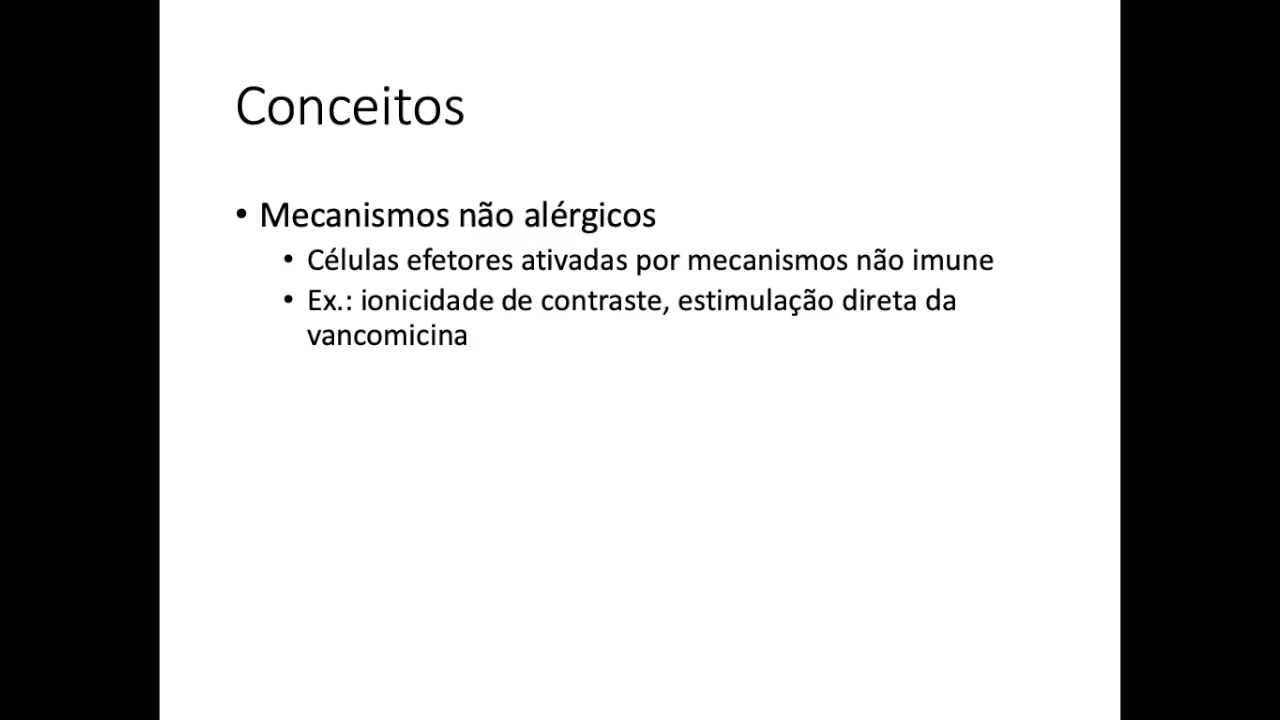 Conceitos
• Mecanismos não alérgicos
• Células efetores ativadas por mecanismos não imune
• Ex.: ionicidade de contraste, estimulação direta da
vancomicina